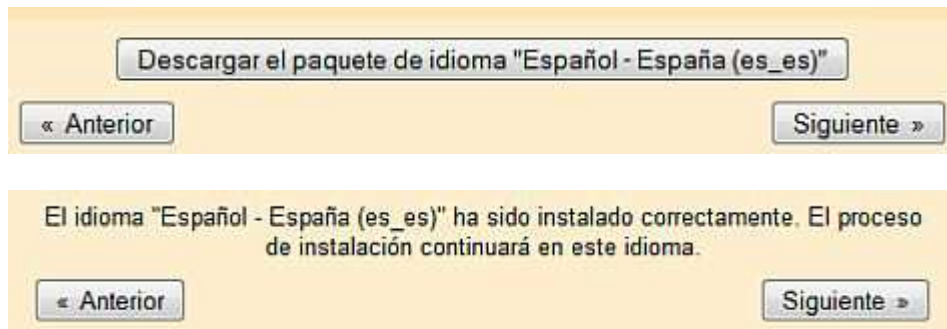 Descargar el paquete de idioma "Español - España (es_es)"
« Anterior
Siguiente »
El idioma "Español - España (es_es)" ha sido instalado correctamente. El proceso
de instalación continuará en este idioma.
« Anterior
Siguiente »